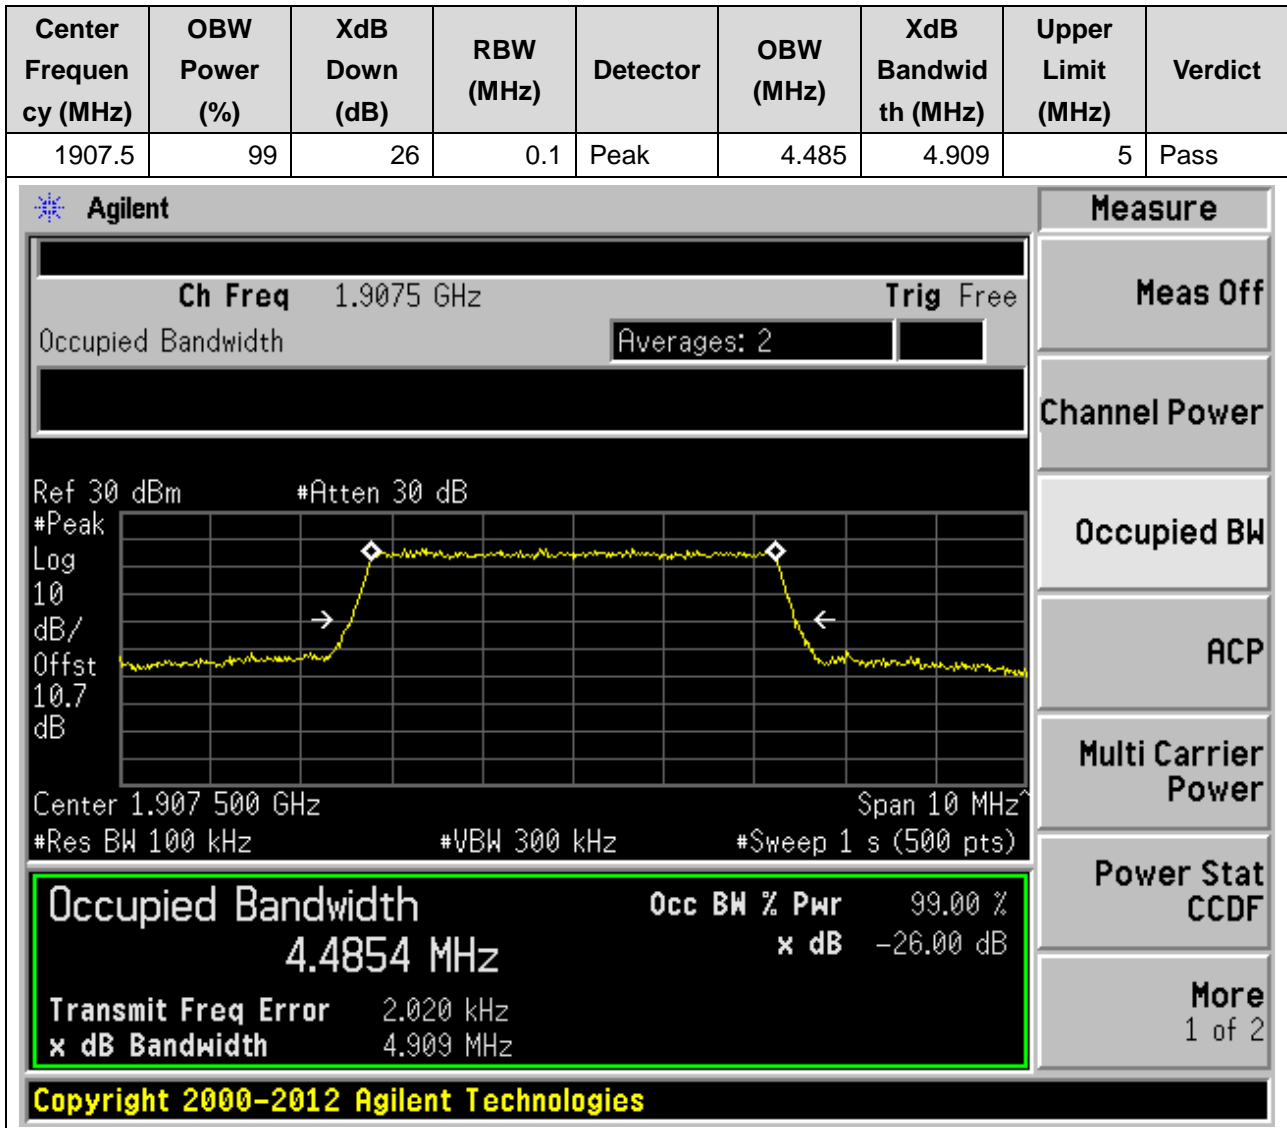 Center Frequen cy (MHz) OBW Power (%) XdB Down (dB) RBW (MHz) Detector OBW (MHz) XdB Bandwid th (MHz) Upper Limit (MHz) Verdict
1907.5 99 26 0.1 Peak 4.485 4.909 5 Pass
Agilent
Measure
Ch Freq 1.9075 GHz Trig Free
Meas Off
Occupied Bandwidth Averages: 2
Channel Power
Ref 30 dBm #Atten 30 dB
#Peak
Log
10
dB/
Offst
10.7
dB
Occupied BW
ACP
Multi Carrier
Power
Center 1.907 500 GHz Span 10 MHz^
#Res BW 100 kHz #VBW 300 kHz #Sweep 1 s (500 pts)
Power Stat
CCDF
Occupied Bandwidth Occ BW % Pwr 99.00 %
4.4854 MHz x dB -26.00 dB
Transmit Freq Error 2.020 kHz
x dB Bandwidth 4.909 MHz
More
1 of 2
Copyright 2000-2012 Agilent Technologies